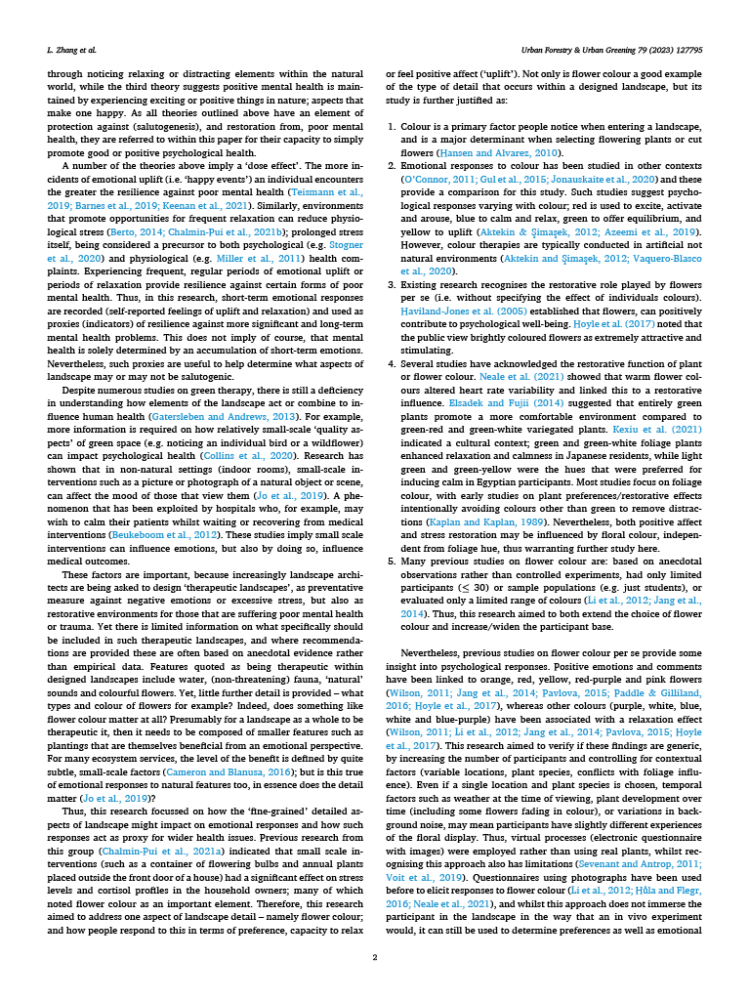 L. Zhang et al.
Urban Forestry & Urban Greening 79 (2023) 127795
through noticing relaxing or distracting elements within the natural
world, while the third theory suggests positive mental health is main-
tained by experiencing exciting or positive things in nature; aspects that
make one happy. As all theories outlined above have an element of
protection against (salutogenesis), and restoration from, poor mental
health, they are referred to within this paper for their capacity to simply
promote good or positive psychological health.
A number of the theories above imply a ‘dose effect’. The more in-
cidents of emotional uplift (i.e. ‘happy events’) an individual encounters
the greater the resilience against poor mental health (Teismann et al.,
2019; Barnes et al., 2019; Keenan et al., 2021). Similarly, environments
that promote opportunities for frequent relaxation can reduce physio-
logical stress (Berto, 2014; Chalmin-Pui et al., 2021b); prolonged stress
itself, being considered a precursor to both psychological (e.g. Stogner
et al., 2020) and physiological (e.g. Miller et al., 2011) health com-
plaints. Experiencing frequent, regular periods of emotional uplift or
periods of relaxation provide resilience against certain forms of poor
mental health. Thus, in this research, short-term emotional responses
are recorded (self-reported feelings of uplift and relaxation) and used as
proxies (indicators) of resilience against more significant and long-term
mental health problems. This does not imply of course, that mental
health is solely determined by an accumulation of short-term emotions.
Nevertheless, such proxies are useful to help determine what aspects of
landscape may or may not be salutogenic.
Despite numerous studies on green therapy, there is still a deficiency
in understanding how elements of the landscape act or combine to in-
fluence human health (Gatersleben and Andrews, 2013). For example,
more information is required on how relatively small-scale ‘quality as-
pects’ of green space (e.g. noticing an individual bird or a wildflower)
can impact psychological health (Collins et al., 2020). Research has
shown that in non-natural settings (indoor rooms), small-scale in-
terventions such as a picture or photograph of a natural object or scene,
can affect the mood of those that view them (Jo et al., 2019). A phe-
nomenon that has been exploited by hospitals who, for example, may
wish to calm their patients whilst waiting or recovering from medical
interventions (Beukeboom et al., 2012). These studies imply small scale
interventions can influence emotions, but also by doing so, influence
medical outcomes.
These factors are important, because increasingly landscape archi-
tects are being asked to design ‘therapeutic landscapes’, as preventative
measure against negative emotions or excessive stress, but also as
restorative environments for those that are suffering poor mental health
or trauma. Yet there is limited information on what specifically should
be included in such therapeutic landscapes, and where recommenda-
tions are provided these are often based on anecdotal evidence rather
than empirical data. Features quoted as being therapeutic within
designed landscapes include water, (non-threatening) fauna, ‘natural’
sounds and colourful flowers. Yet, little further detail is provided – what
types and colour of flowers for example? Indeed, does something like
flower colour matter at all? Presumably for a landscape as a whole to be
therapeutic it, then it needs to be composed of smaller features such as
plantings that are themselves beneficial from an emotional perspective.
For many ecosystem services, the level of the benefit is defined by quite
subtle, small-scale factors (Cameron and Blanusa, 2016); but is this true
of emotional responses to natural features too, in essence does the detail
matter (Jo et al., 2019)?
Thus, this research focussed on how the ‘fine-grained’ detailed as-
pects of landscape might impact on emotional responses and how such
responses act as proxy for wider health issues. Previous research from
this group (Chalmin-Pui et al., 2021a) indicated that small scale in-
terventions (such as a container of flowering bulbs and annual plants
placed outside the front door of a house) had a significant effect on stress
levels and cortisol profiles in the household owners; many of which
noted flower colour as an important element. Therefore, this research
aimed to address one aspect of landscape detail – namely flower colour;
and how people respond to this in terms of preference, capacity to relax
or feel positive affect (‘uplift’). Not only is flower colour a good example
of the type of detail that occurs within a designed landscape, but its
study is further justified as:
1. Colour is a primary factor people notice when entering a landscape,
and is a major determinant when selecting flowering plants or cut
flowers (Hansen and Alvarez, 2010).
2. Emotional responses to colour has been studied in other contexts
(O’Connor, 2011; Gul et al., 2015; Jonauskaite et al., 2020) and these
provide a comparison for this study. Such studies suggest psycho-
logical responses varying with colour; red is used to excite, activate
and arouse, blue to calm and relax, green to offer equilibrium, and
yellow to uplift (Aktekin & Şimaşek, 2012; Azeemi et al., 2019).
However, colour therapies are typically conducted in artificial not
natural environments (Aktekin and Şimaşek, 2012; Vaquero-Blasco
et al., 2020).
3. Existing research recognises the restorative role played by flowers
per se (i.e. without specifying the effect of individuals colours).
Haviland-Jones et al. (2005) established that flowers, can positively
contribute to psychological well-being. Hoyle et al. (2017) noted that
the public view brightly coloured flowers as extremely attractive and
stimulating.
4. Several studies have acknowledged the restorative function of plant
or flower colour. Neale et al. (2021) showed that warm flower col-
ours altered heart rate variability and linked this to a restorative
influence. Elsadek and Fujii (2014) suggested that entirely green
plants promote a more comfortable environment compared to
green-red and green-white variegated plants. Kexiu et al. (2021)
indicated a cultural context; green and green-white foliage plants
enhanced relaxation and calmness in Japanese residents, while light
green and green-yellow were the hues that were preferred for
inducing calm in Egyptian participants. Most studies focus on foliage
colour, with early studies on plant preferences/restorative effects
intentionally avoiding colours other than green to remove distrac-
tions (Kaplan and Kaplan, 1989). Nevertheless, both positive affect
and stress restoration may be influenced by floral colour, indepen-
dent from foliage hue, thus warranting further study here.
5. Many previous studies on flower colour are: based on anecdotal
observations rather than controlled experiments, had only limited
participants (≤ 30) or sample populations (e.g. just students), or
evaluated only a limited range of colours (Li et al., 2012; Jang et al.,
2014). Thus, this research aimed to both extend the choice of flower
colour and increase/widen the participant base.
Nevertheless, previous studies on flower colour per se provide some
insight into psychological responses. Positive emotions and comments
have been linked to orange, red, yellow, red-purple and pink flowers
(Wilson, 2011; Jang et al., 2014; Pavlova, 2015; Paddle & Gilliland,
2016; Hoyle et al., 2017), whereas other colours (purple, white, blue,
white and blue-purple) have been associated with a relaxation effect
(Wilson, 2011; Li et al., 2012; Jang et al., 2014; Pavlova, 2015; Hoyle
et al., 2017). This research aimed to verify if these findings are generic,
by increasing the number of participants and controlling for contextual
factors (variable locations, plant species, conflicts with foliage influ-
ence). Even if a single location and plant species is chosen, temporal
factors such as weather at the time of viewing, plant development over
time (including some flowers fading in colour), or variations in back-
ground noise, may mean participants have slightly different experiences
of the floral display. Thus, virtual processes (electronic questionnaire
with images) were employed rather than using real plants, whilst rec-
ognising this approach also has limitations (Sevenant and Antrop, 2011;
Voit et al., 2019). Questionnaires using photographs have been used
before to elicit responses to flower colour (Li et al., 2012; Hůla and Flegr,
2016; Neale et al., 2021), and whilst this approach does not immerse the
participant in the landscape in the way that an in vivo experiment
would, it can still be used to determine preferences as well as emotional
2